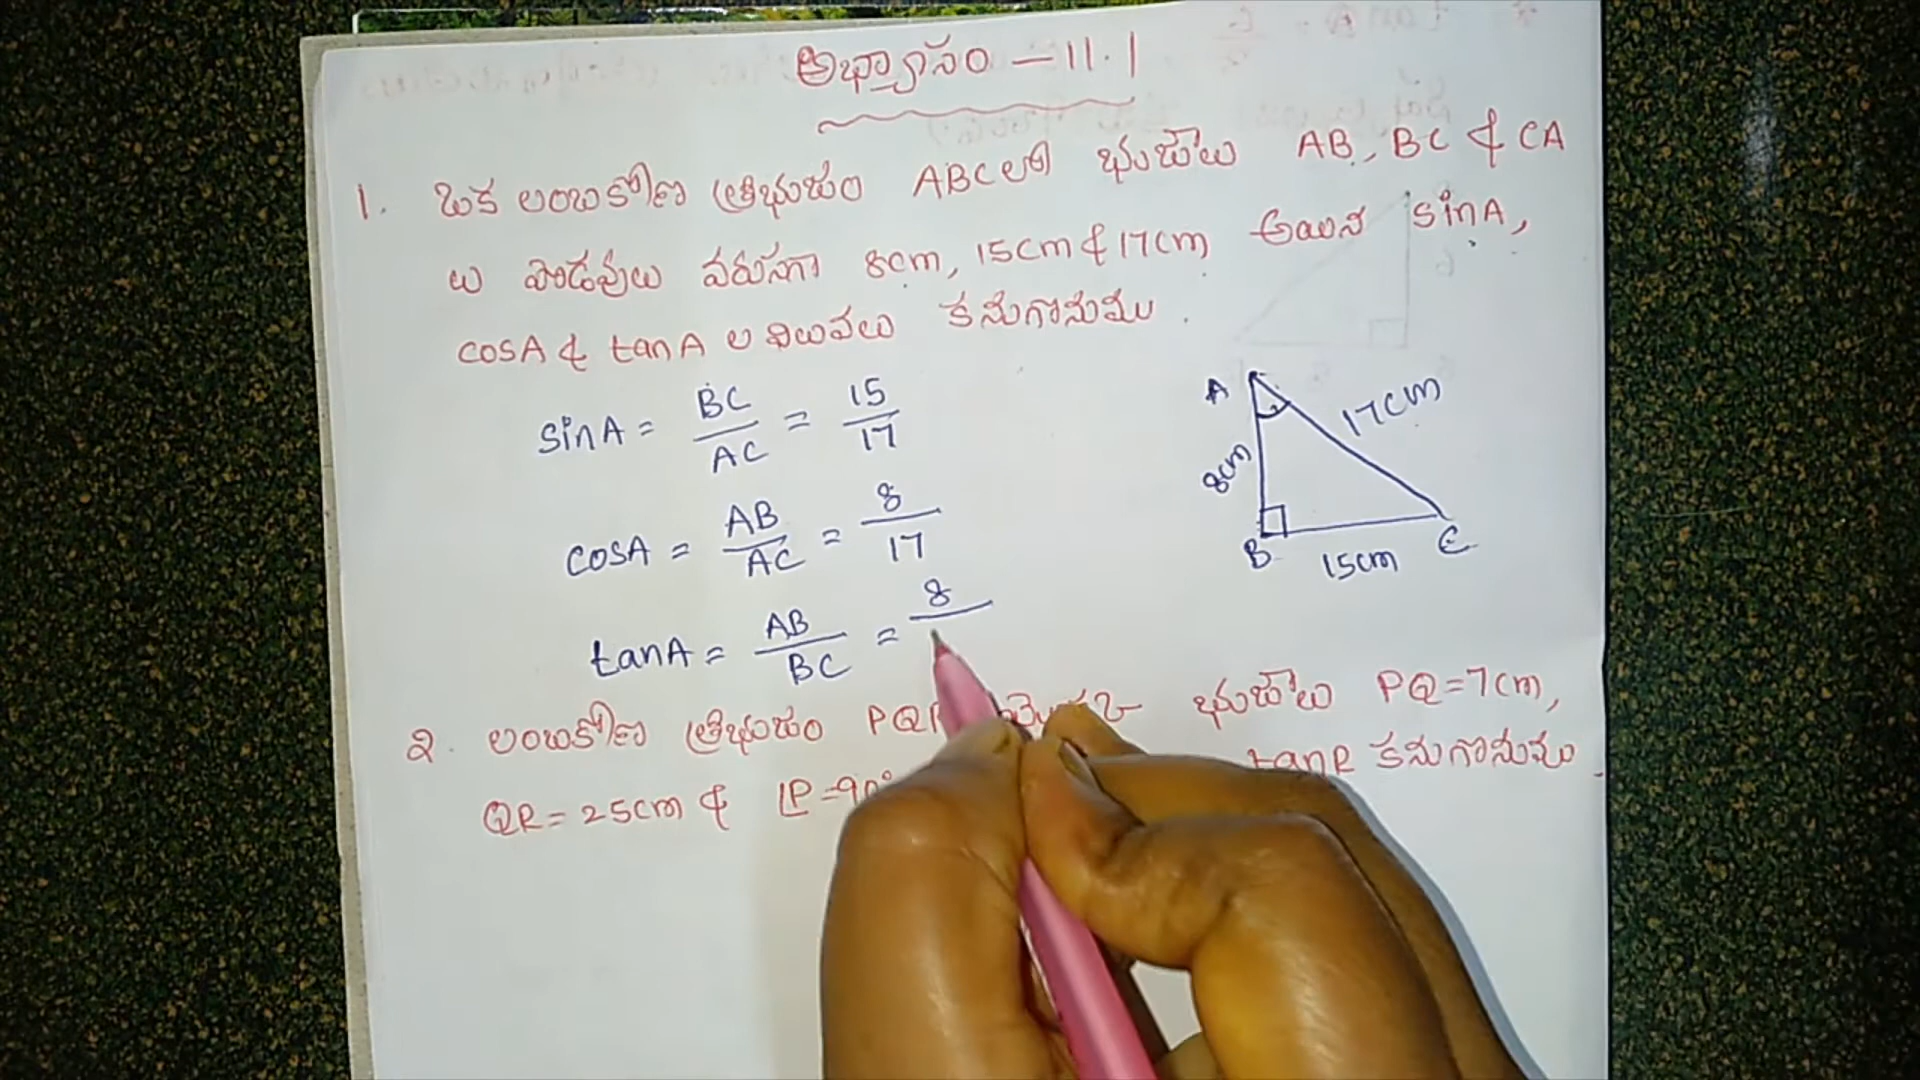 అభ్యాసం - 11.1
1. ఒక లంబకోణ త్రిభుజం ABC లో భుజాలు AB, BC & CA
ల పొడవులు వరుసగా 8cm, 15cm & 17cm అయిన sinA,
cosA & tanA ల విలువలు కనుగొనుము.
sinA = BC/AC = 15/17
cosA = AB/AC = 8/17
tanA = AB/BC = 8/
A
17cm
8cm
B
15cm
C
2. లంబకోణ త్రిభుజం PQR భుజాలు PQ=7cm,
QR=25cm & ∠P=90° tanR కనుగొనుము.